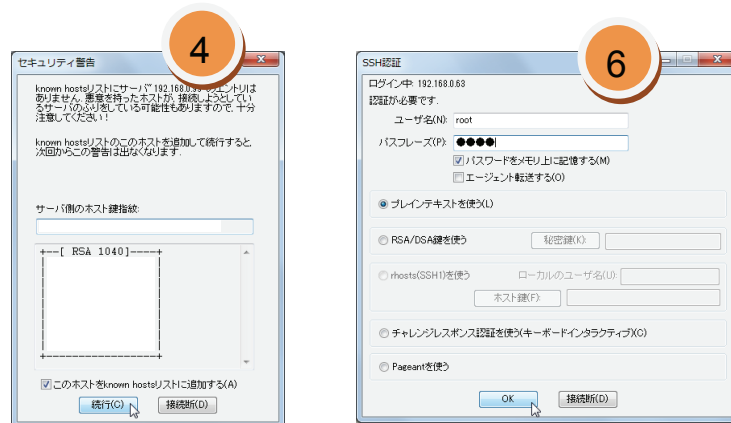 4
セキュリティ警告
known hostsリストにサーバ"192.168.0.
エントリは
ありません. 悪意を持ったホストが, 接続しようとしてい
るサーバのふりをしている可能性もありますので, 十分
注意してください!
known hostsリストのこのホストを追加して続行すると,
次回からこの警告は出なくなります.
サーバ側のホスト鍵指紋:
+--[ RSA 1040]----+
+-----------------+
このホストをknown hostsリストに追加する(A)
続行(C) 接続断(D)
6
SSH認証
ログイン中: 192.168.0.63
認証が必要です.
ユーザ名(N): root
パスフレーズ(P): ●●●●
パスワードをメモリ上に記憶する(M)
エージェント転送する(O)
プレインテキストを使う(L)
RSA/DSA鍵を使う 秘密鍵(K):
rhosts(SSH1)を使う ローカルのユーザ名(U):
ホスト鍵(F):
チャレンジレスポンス認証を使う(キーボードインタラクティブ)(C)
Pageantを使う
OK 接続断(D)